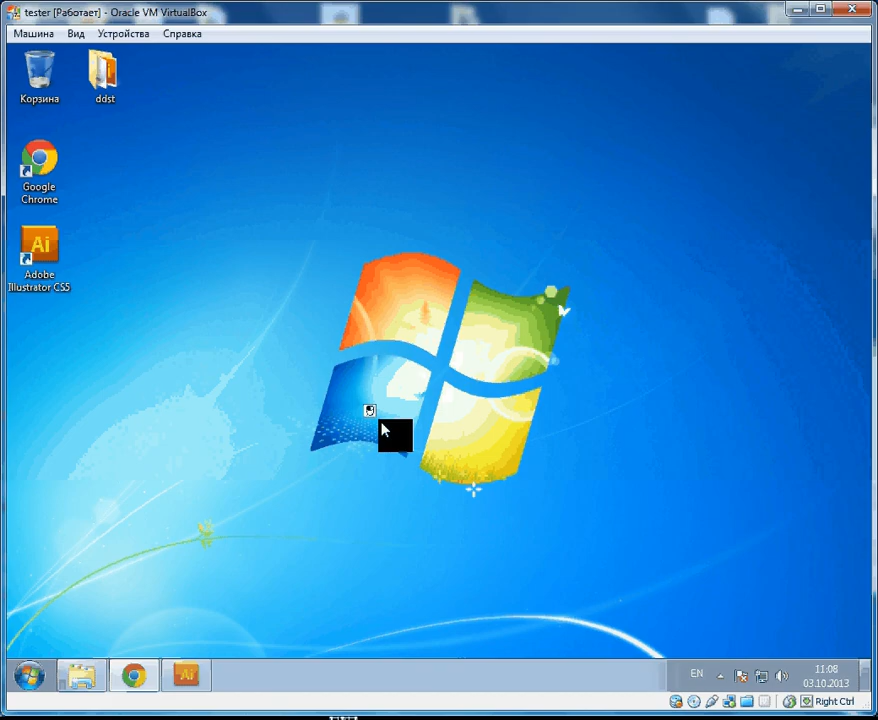 tester [Работает] - Oracle VM VirtualBox
Машина Вид Устройства Справка
Корзина
ddst
Google
Chrome
Ai
Adobe
Illustrator CS5
Ai
EN
11:08
03.10.2013
Right Ctrl